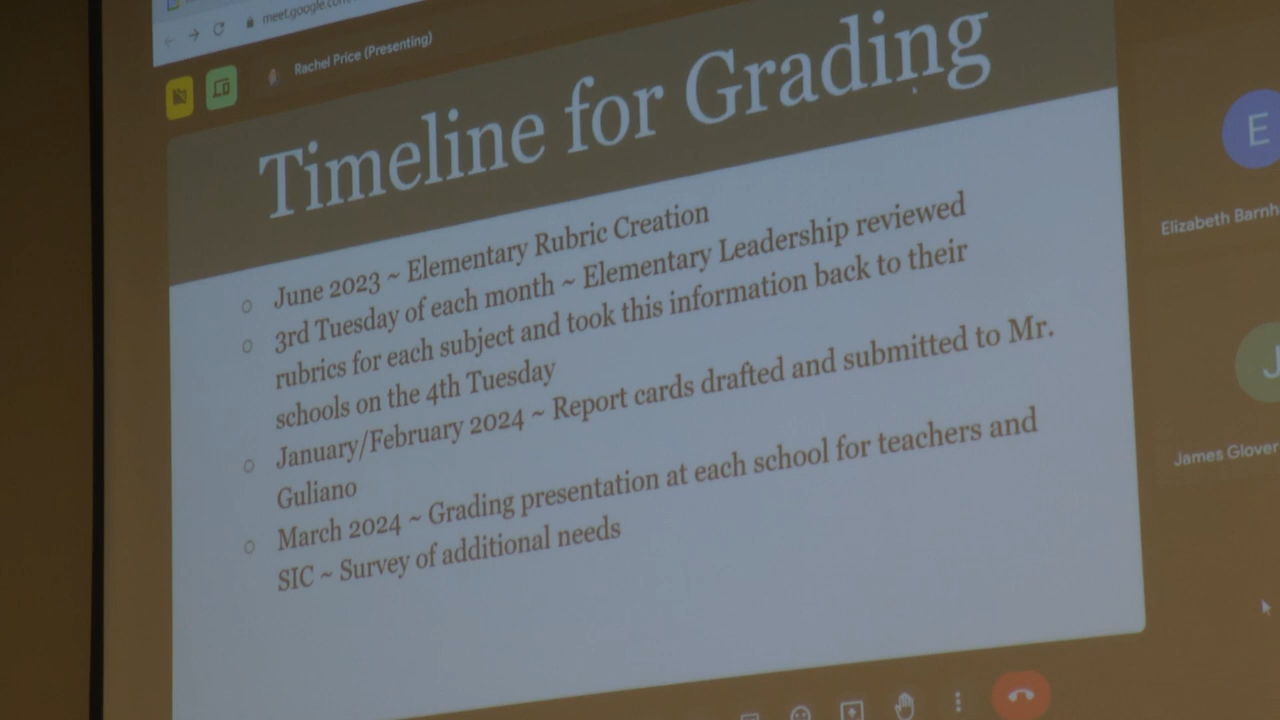 meet.google.com
Rachel Price (Presenting)
Timeline for Grading
June 2023 ~ Elementary Rubric Creation
3rd Tuesday of each month ~ Elementary Leadership reviewed
rubrics for each subject and took this information back to their
schools on the 4th Tuesday
January/February 2024 ~ Report cards drafted and submitted to Mr.
Guliano
March 2024 ~ Grading presentation at each school for teachers and
SIC ~ Survey of additional needs
E
Elizabeth
J
James Glover